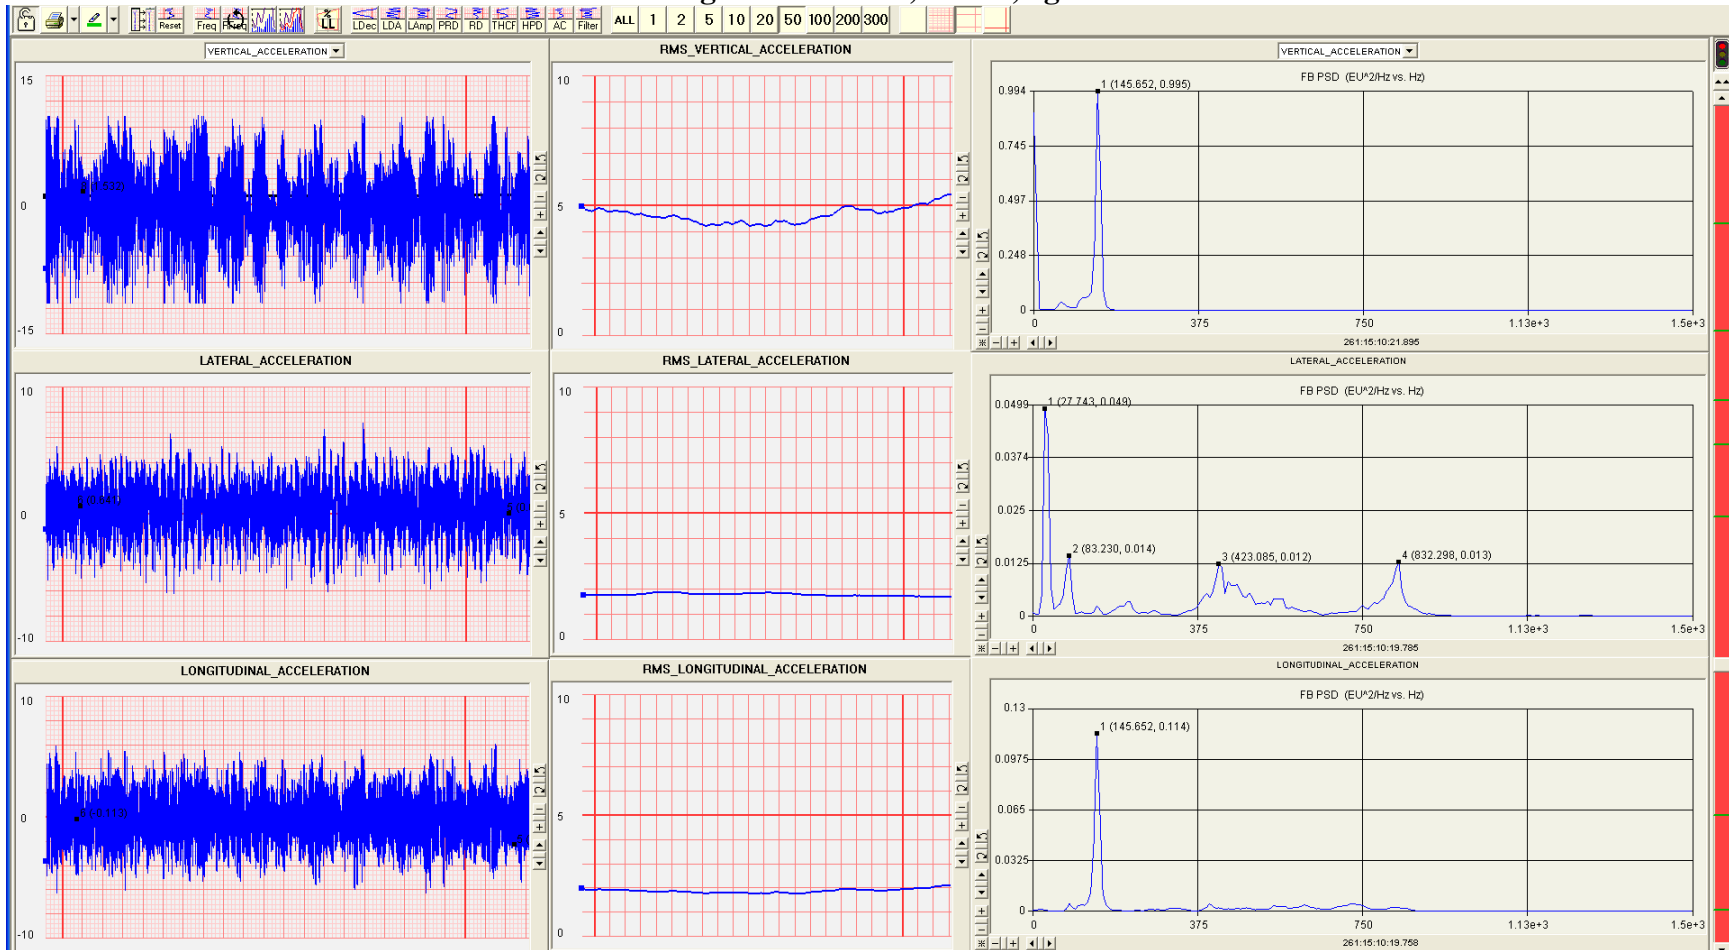 Reset Freq LL LDec LDA LAmp PRD RD THCF HPD AC Filter ALL 1 2 5 10 20 50 100 200 300
VERTICAL_ACCELERATION
15
0
-15
RMS_VERTICAL_ACCELERATION
10
5
0
VERTICAL_ACCELERATION
FB PSD (EU^2/Hz vs. Hz)
1 (145.652, 0.995)
0.994
0.745
0.497
0.248
0
0 375 750 1.13e+3 1.5e+3
261:15:10:21.895
LATERAL_ACCELERATION
10
0
-10
RMS_LATERAL_ACCELERATION
10
5
0
LATERAL_ACCELERATION
FB PSD (EU^2/Hz vs. Hz)
1 (27.743, 0.049)
0.0499
0.0374
0.025
2 (83.230, 0.014)
3 (423.085, 0.012)
4 (832.298, 0.013)
0.0125
0
0 375 750 1.13e+3 1.5e+3
261:15:10:19.785
LONGITUDINAL_ACCELERATION
10
0
-10
RMS_LONGITUDINAL_ACCELERATION
10
5
0
LONGITUDINAL_ACCELERATION
FB PSD (EU^2/Hz vs. Hz)
0.13
1 (145.652, 0.114)
0.0975
0.065
0.0325
0
0 375 750 1.13e+3 1.5e+3
261:15:10:19.758